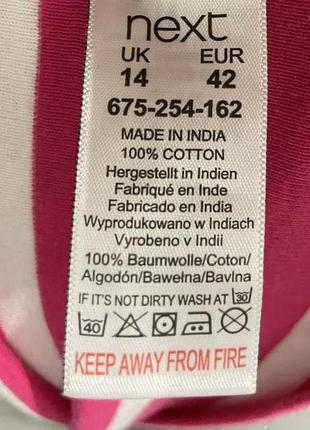 next
UK EUR
14 42
675-254-162
MADE IN INDIA
100% COTTON
Hergestellt in Indien
Fabriqué en Inde
Fabricado en India
Wyprodukowano w Indiach
Vyrobeno v Indii
100% Baumwolle/Coton/
Algodón/Bawełna/Bavlna
IF IT'S NOT DIRTY WASH AT 30
40
KEEP AWAY FROM FIRE